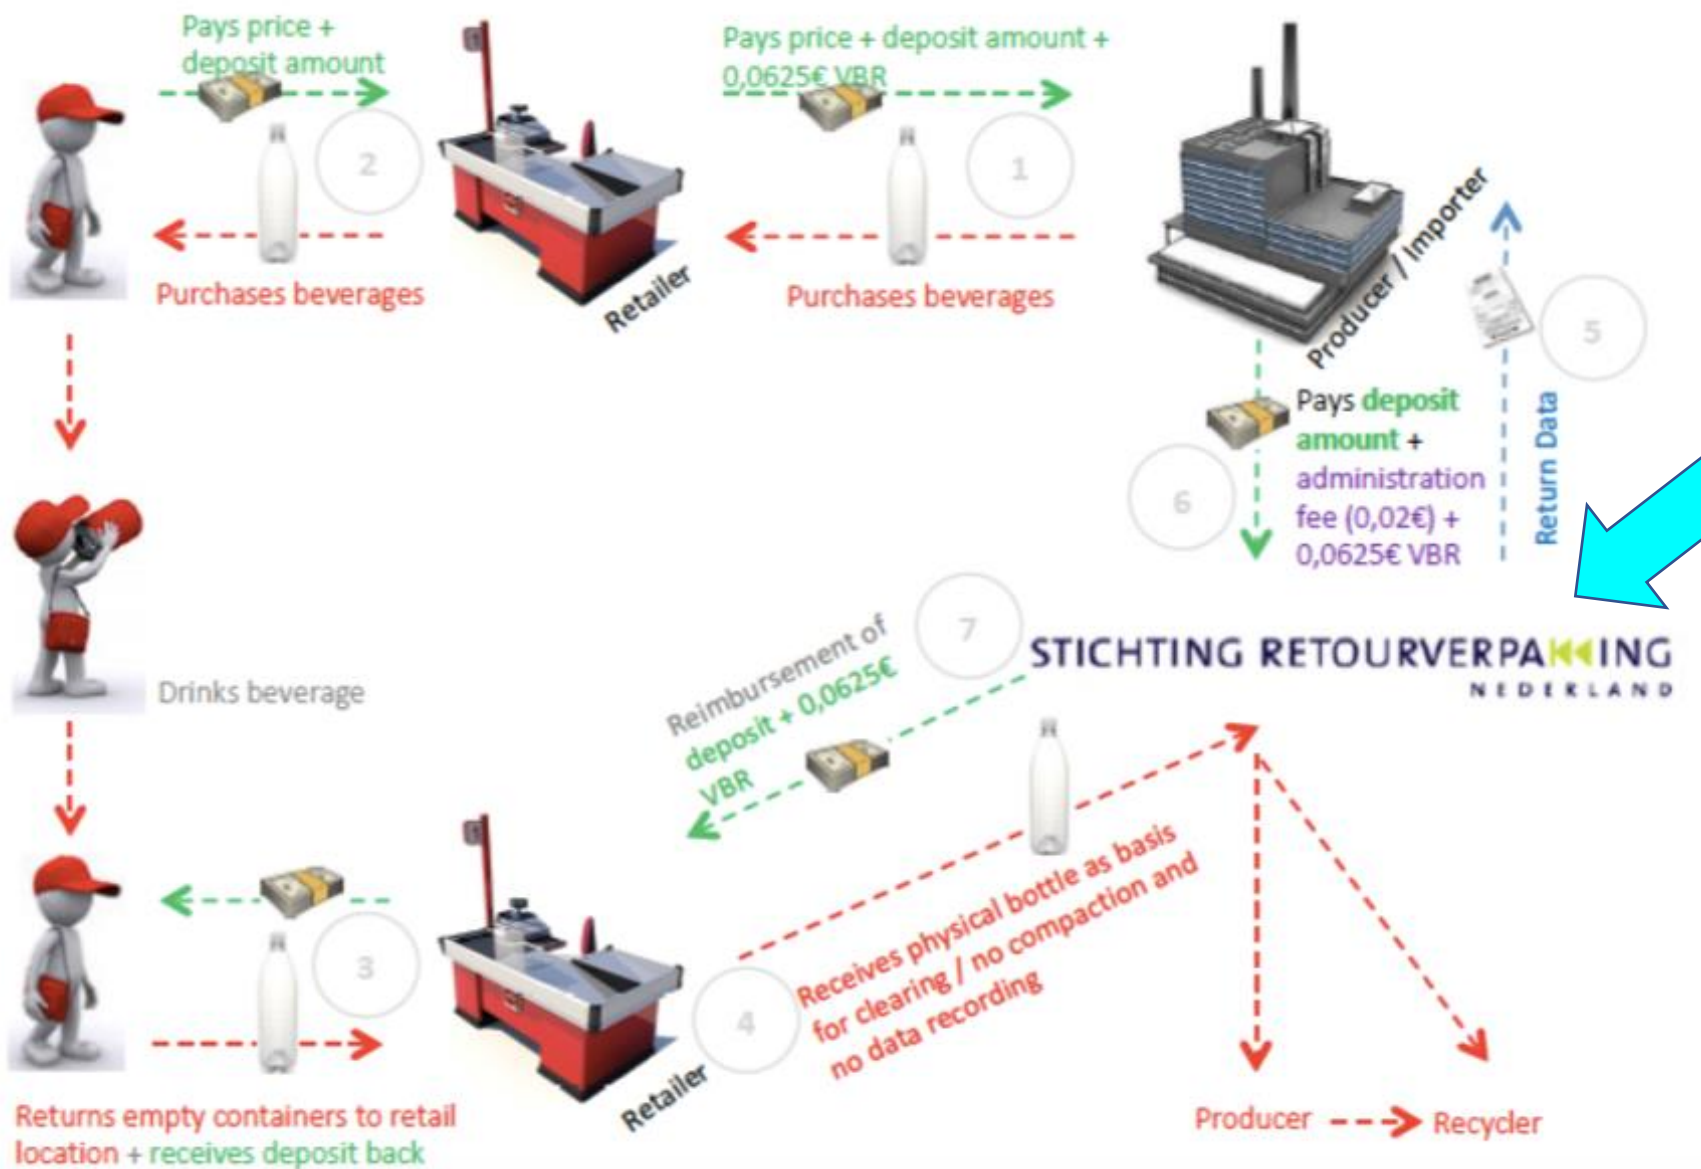 Pays price +
deposit amount
2
Purchases beverages
Retailer
Pays price + deposit amount +
0,0625€ VBR
1
Purchases beverages
Producer / Importer
5
Return Data
Pays deposit
amount +
administration
fee (0,02€) +
0,0625€ VBR
6
STICHTING RETOURVERPAKKING
NEDERLAND
7
Reimbursement of
deposit + 0,0625€
VBR
Drinks beverage
3
Returns empty containers to retail
location + receives deposit back
Retailer
4
Receives physical bottle as basis
for clearing / no compaction and
no data recording
Producer
Recycler